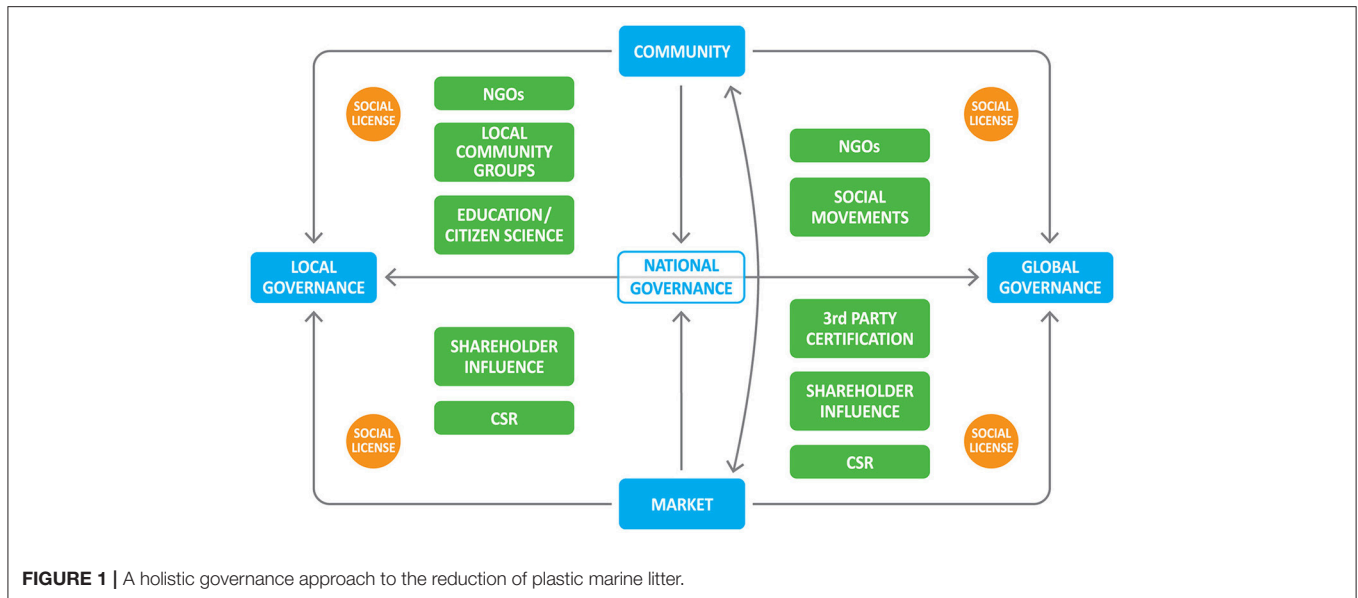 COMMUNITY
SOCIAL
LICENSE
NGOs
LOCAL
COMMUNITY
GROUPS
EDUCATION/
CITIZEN SCIENCE
SOCIAL
LICENSE
NGOs
SOCIAL
MOVEMENTS
LOCAL
GOVERNANCE
NATIONAL
GOVERNANCE
GLOBAL
GOVERNANCE
SHAREHOLDER
INFLUENCE
CSR
SOCIAL
LICENSE
3rd PARTY
CERTIFICATION
SHAREHOLDER
INFLUENCE
CSR
SOCIAL
LICENSE
MARKET
FIGURE 1 | A holistic governance approach to the reduction of plastic marine litter.